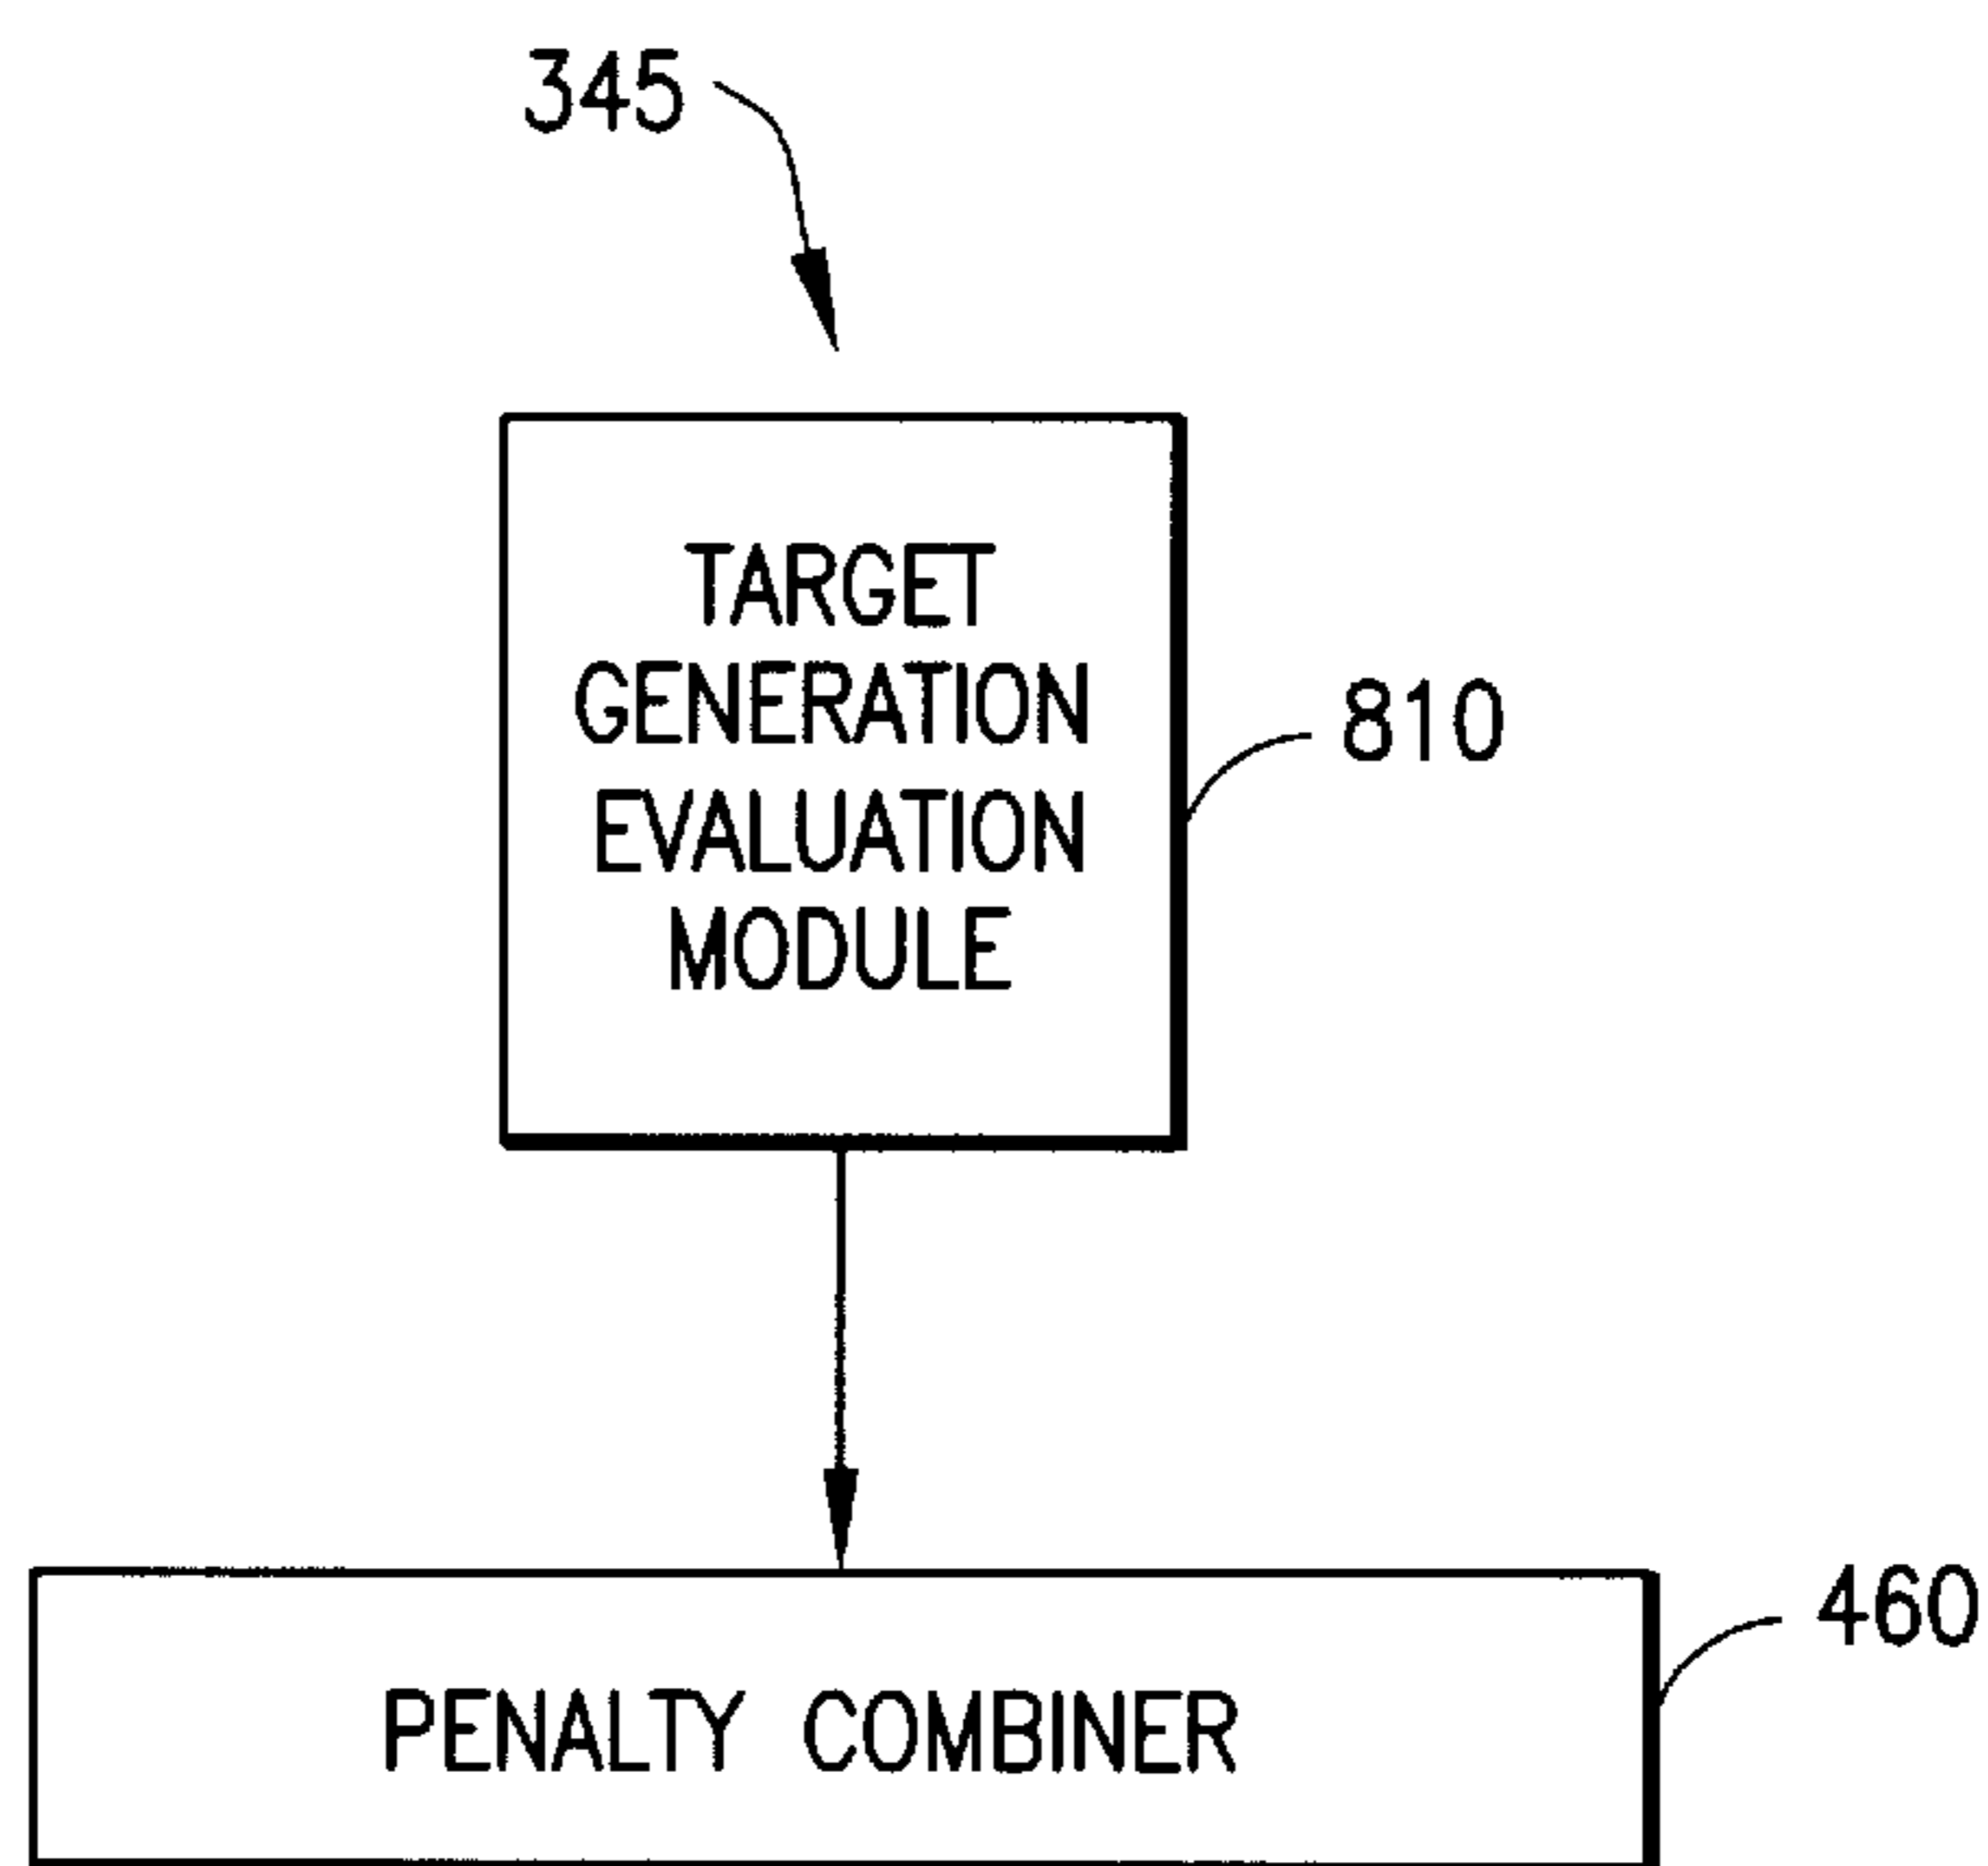 345
TARGET
GENERATION
EVALUATION
MODULE
810
460
PENALTY COMBINER